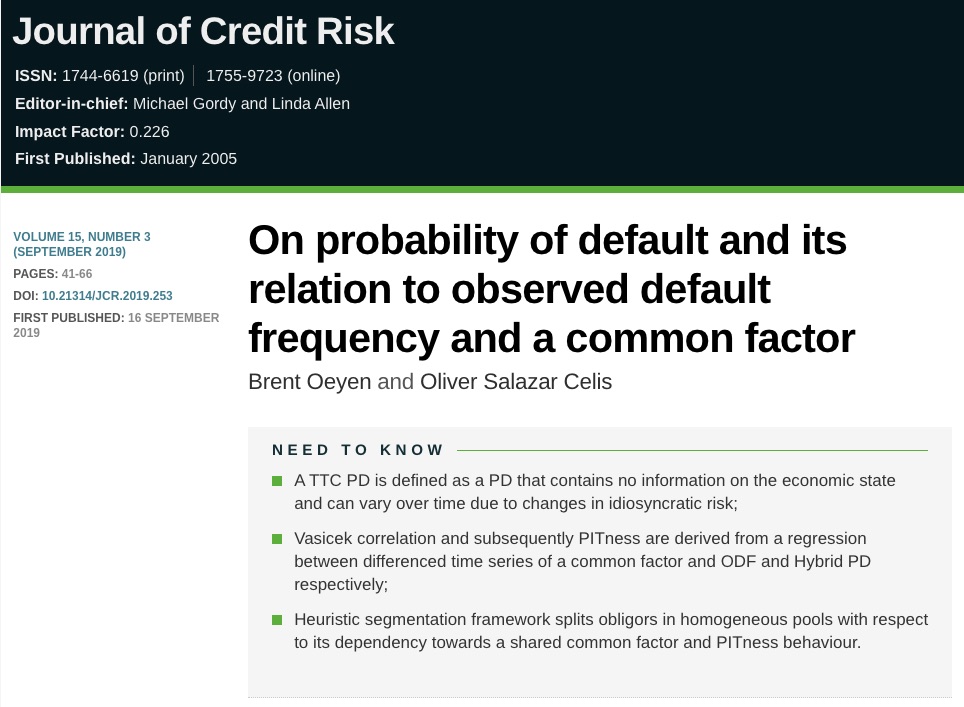 Journal of Credit Risk
ISSN: 1744-6619 (print) 1755-9723 (online)
Editor-in-chief: Michael Gordy and Linda Allen
Impact Factor: 0.226
First Published: January 2005
VOLUME 15, NUMBER 3
(SEPTEMBER 2019)
PAGES: 41-66
DOI: 10.21314/JCR.2019.253
FIRST PUBLISHED: 16 SEPTEMBER
2019
On probability of default and its
relation to observed default
frequency and a common factor
Brent Oeyen and Oliver Salazar Celis
NEED TO KNOW
A TTC PD is defined as a PD that contains no information on the economic state
and can vary over time due to changes in idiosyncratic risk;
Vasicek correlation and subsequently PITness are derived from a regression
between differenced time series of a common factor and ODF and Hybrid PD
respectively;
Heuristic segmentation framework splits obligors in homogeneous pools with respect
to its dependency towards a shared common factor and PITness behaviour.